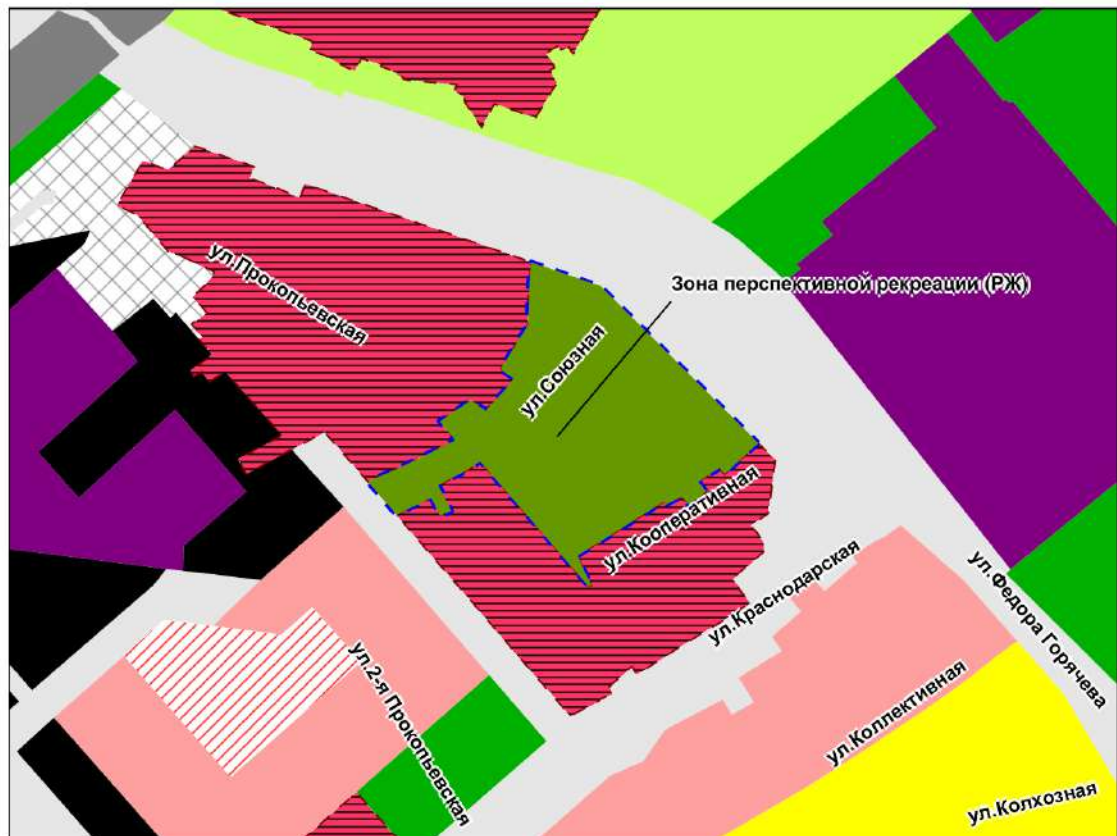 ул.Прокопьевская
Зона перспективной рекреации (РЖ)
ул.Союзная
ул.Кооперативная
ул.Краснодарская
ул.Федора Горячева
ул.2-я Прокопьевская
ул.Коллективная
ул.Колхозная